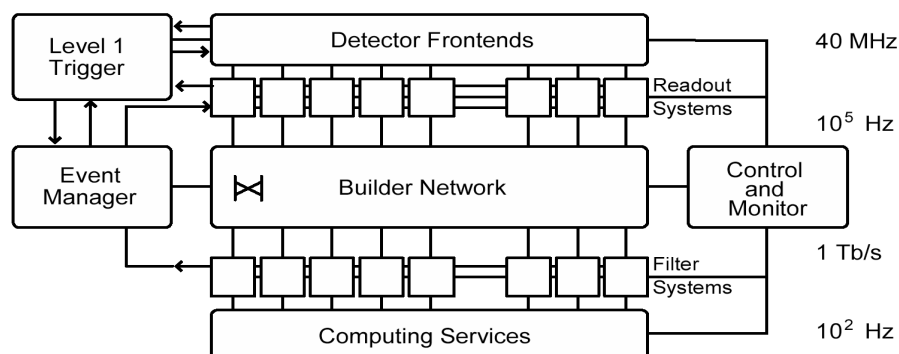 Level 1
Trigger
Detector Frontends
40 MHz
Readout
Systems
10⁵ Hz
Event
Manager
Builder Network
Control
and
Monitor
1 Tb/s
Filter
Systems
Computing Services
10² Hz